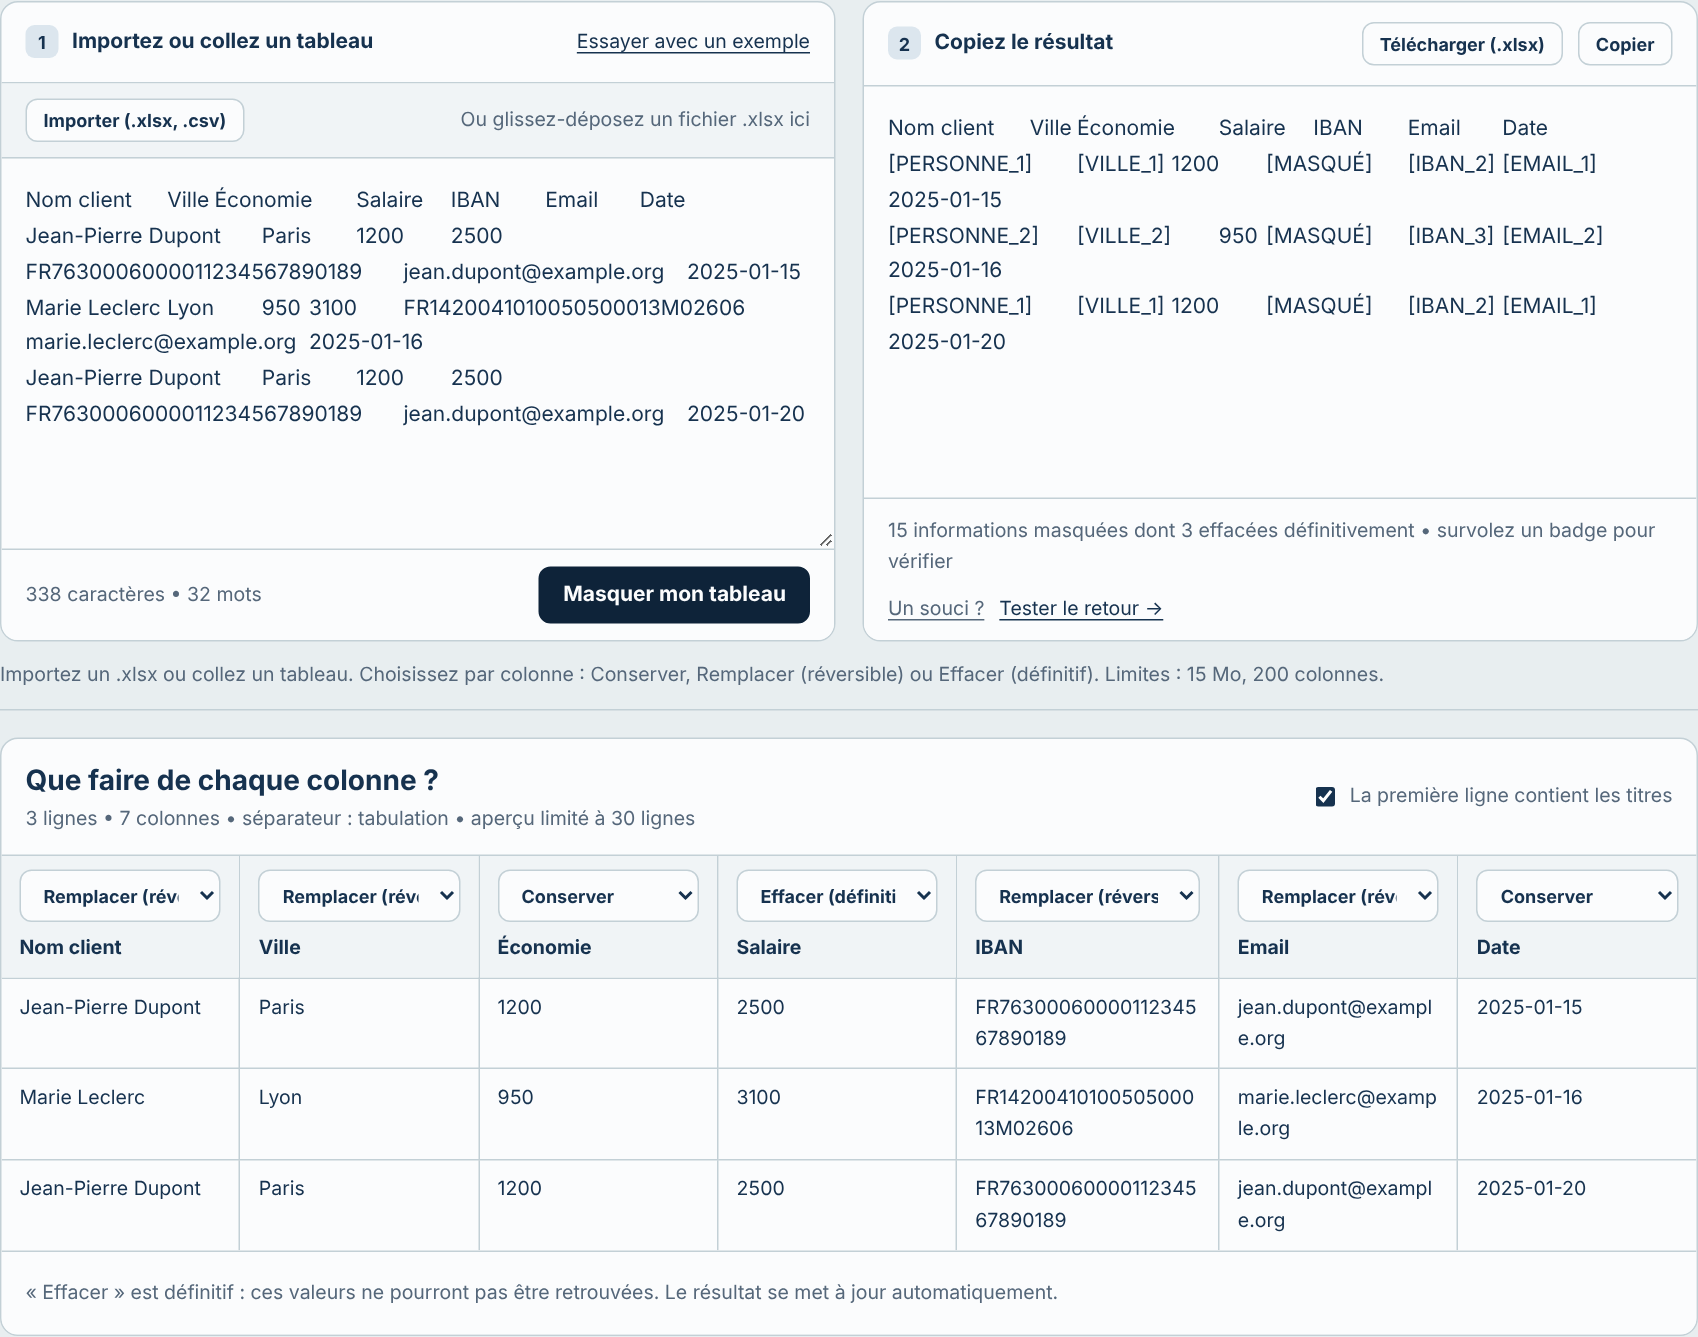 1 Importez ou collez un tableau
Essayer avec un exemple
Importer (.xlsx, .csv)
Ou glissez-déposez un fichier .xlsx ici
Nom client Ville Économie Salaire IBAN Email Date
Jean-Pierre Dupont Paris 1200 2500
FR7630006000011234567890189 jean.dupont@example.org 2025-01-15
Marie Leclerc Lyon 950 3100 FR1420041010050500013M02606
marie.leclerc@example.org 2025-01-16
Jean-Pierre Dupont Paris 1200 2500
FR7630006000011234567890189 jean.dupont@example.org 2025-01-20
338 caractères • 32 mots
Masquer mon tableau
2 Copiez le résultat
Télécharger (.xlsx)
Copier
Nom client Ville Économie Salaire IBAN Email Date
[PERSONNE_1] [VILLE_1] 1200 [MASQUÉ] [IBAN_2] [EMAIL_1]
2025-01-15
[PERSONNE_2] [VILLE_2] 950 [MASQUÉ] [IBAN_3] [EMAIL_2]
2025-01-16
[PERSONNE_1] [VILLE_1] 1200 [MASQUÉ] [IBAN_2] [EMAIL_1]
2025-01-20
15 informations masquées dont 3 effacées définitivement • survolez un badge pour
vérifier
Un souci ? Tester le retour →
Importez un .xlsx ou collez un tableau. Choisissez par colonne : Conserver, Remplacer (réversible) ou Effacer (définitif). Limites : 15 Mo, 200 colonnes.
Que faire de chaque colonne ?
3 lignes • 7 colonnes • séparateur : tabulation • aperçu limité à 30 lignes
La première ligne contient les titres
Remplacer (rév Remplacer (rév Conserver Effacer (définiti Remplacer (révers Remplacer (rév Conserver
Nom client Ville Économie Salaire IBAN Email Date
Jean-Pierre Dupont Paris 1200 2500 FR76300060000112345 jean.dupont@exampl 2025-01-15
67890189 e.org
Marie Leclerc Lyon 950 3100 FR14200410100505000 marie.leclerc@examp 2025-01-16
13M02606 le.org
Jean-Pierre Dupont Paris 1200 2500 FR76300060000112345 jean.dupont@exampl 2025-01-20
67890189 e.org
« Effacer » est définitif : ces valeurs ne pourront pas être retrouvées. Le résultat se met à jour automatiquement.